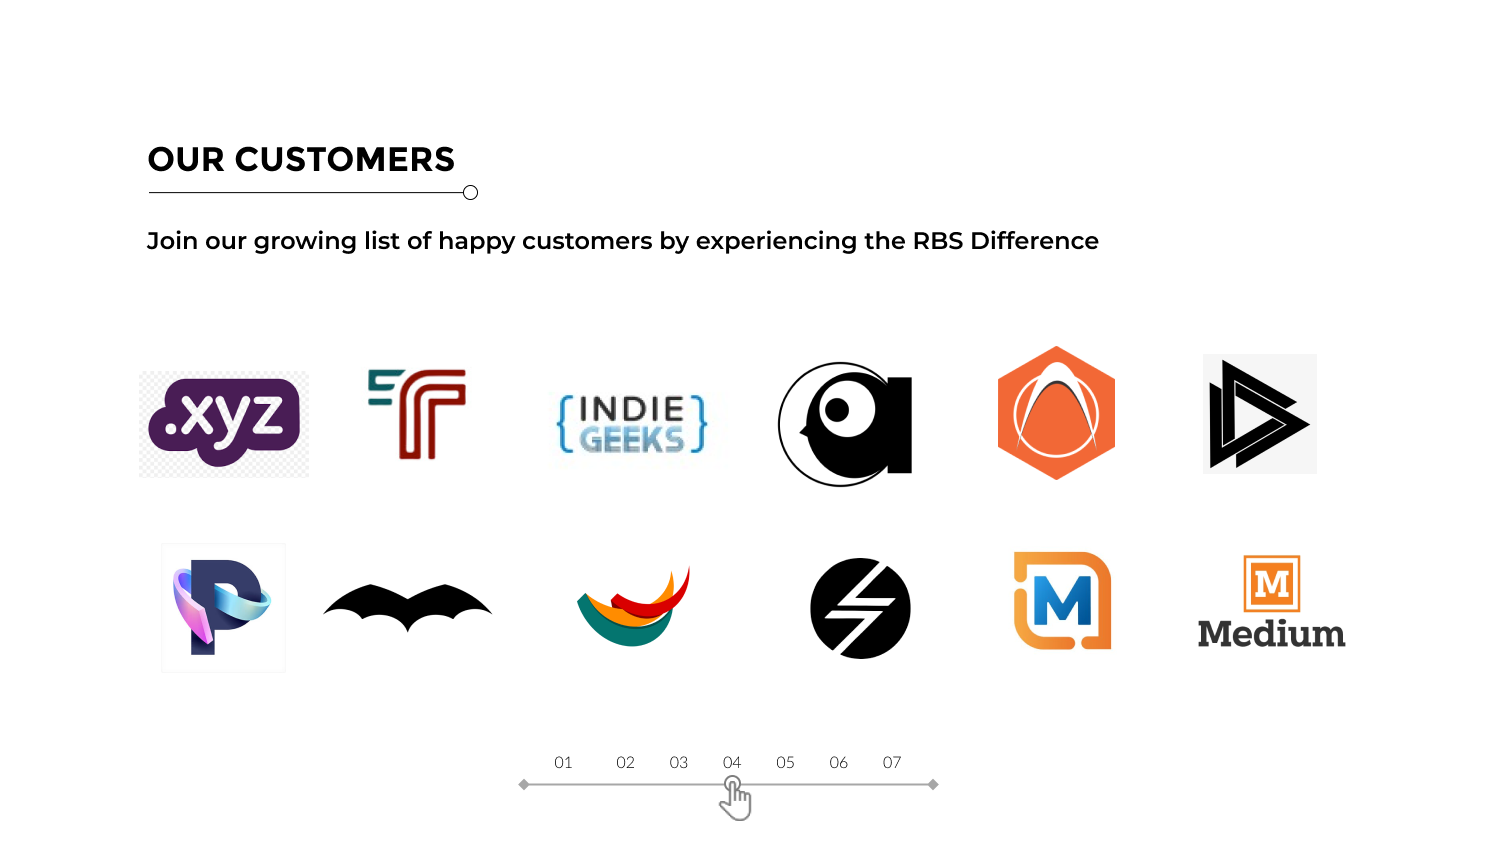 OUR CUSTOMERS
Join our growing list of happy customers by experiencing the RBS Difference
.xyz
INDIE
GEEKS
P
M
M
Medium
01 02 03 04 05 06 07